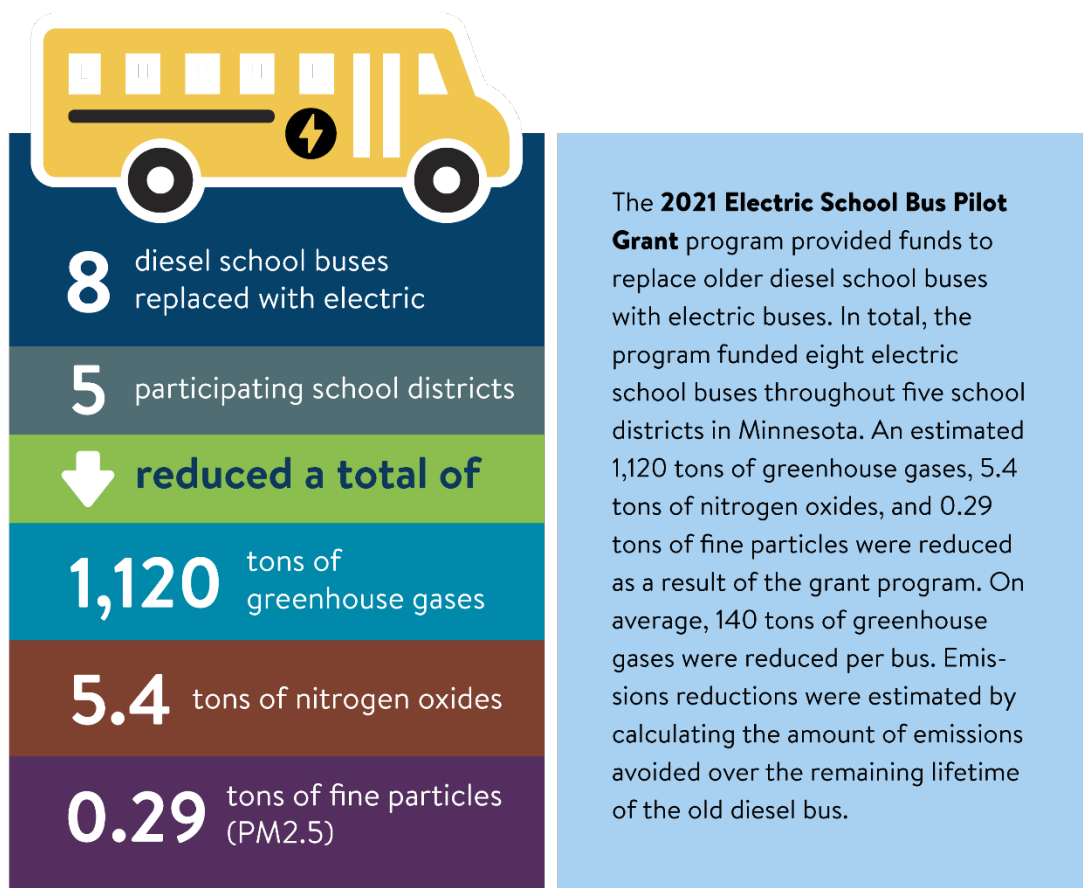 8
diesel school buses
replaced with electric
5 participating school districts
reduced a total of
1,120
tons of
greenhouse gases
5.4 tons of nitrogen oxides
0.29
tons of fine particles
(PM2.5)
The 2021 Electric School Bus Pilot
Grant program provided funds to
replace older diesel school buses
with electric buses. In total, the
program funded eight electric
school buses throughout five school
districts in Minnesota. An estimated
1,120 tons of greenhouse gases, 5.4
tons of nitrogen oxides, and 0.29
tons of fine particles were reduced
as a result of the grant program. On
average, 140 tons of greenhouse
gases were reduced per bus. Emis-
sions reductions were estimated by
calculating the amount of emissions
avoided over the remaining lifetime
of the old diesel bus.